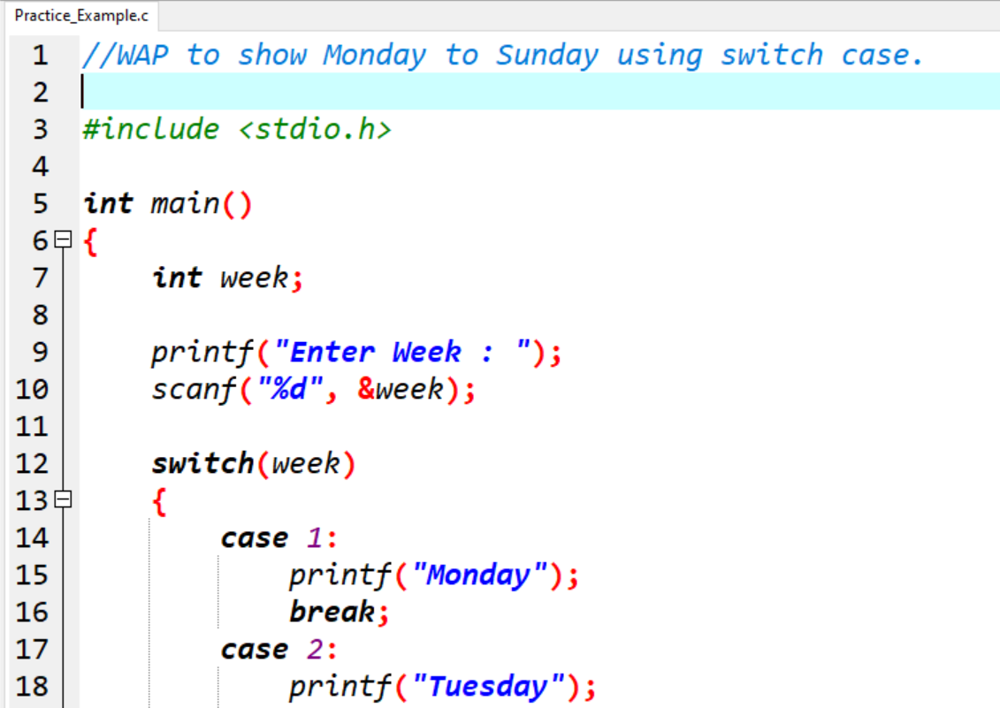 Practice_Example.c
1 //WAP to show Monday to Sunday using switch case.
2
3 #include <stdio.h>
4
5 int main()
6 {
7 int week;
8
9 printf("Enter Week : ");
10 scanf("%d", &week);
11
12 switch(week)
13 {
14 case 1:
15 printf("Monday");
16 break;
17 case 2:
18 printf("Tuesday");